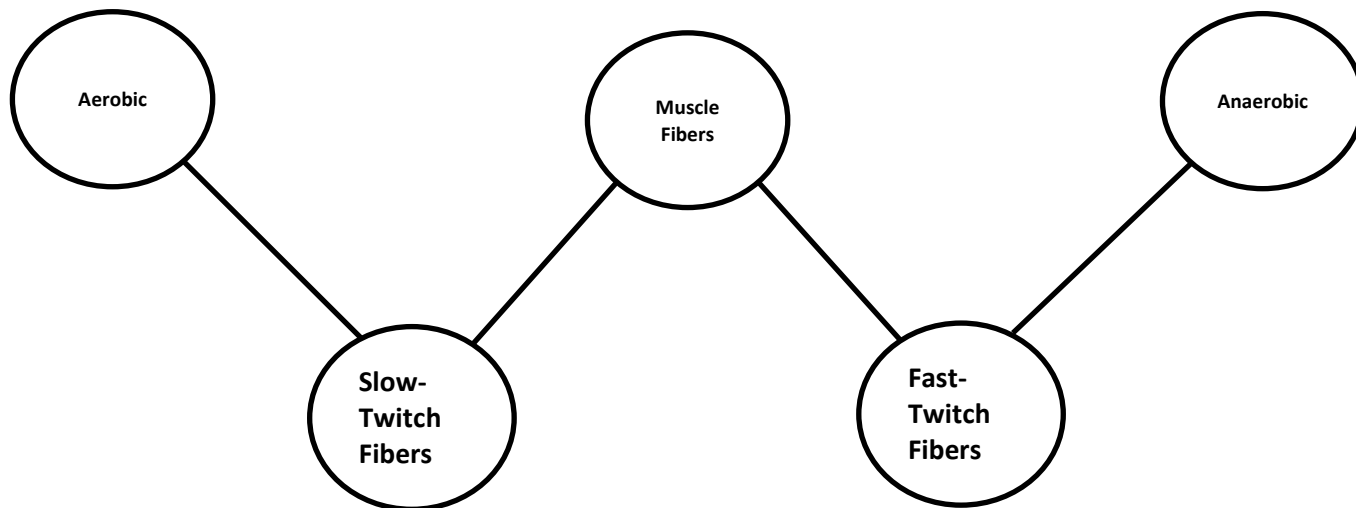 Aerobic
Muscle
Fibers
Anaerobic
Slow-
Twitch
Fibers
Fast-
Twitch
Fibers